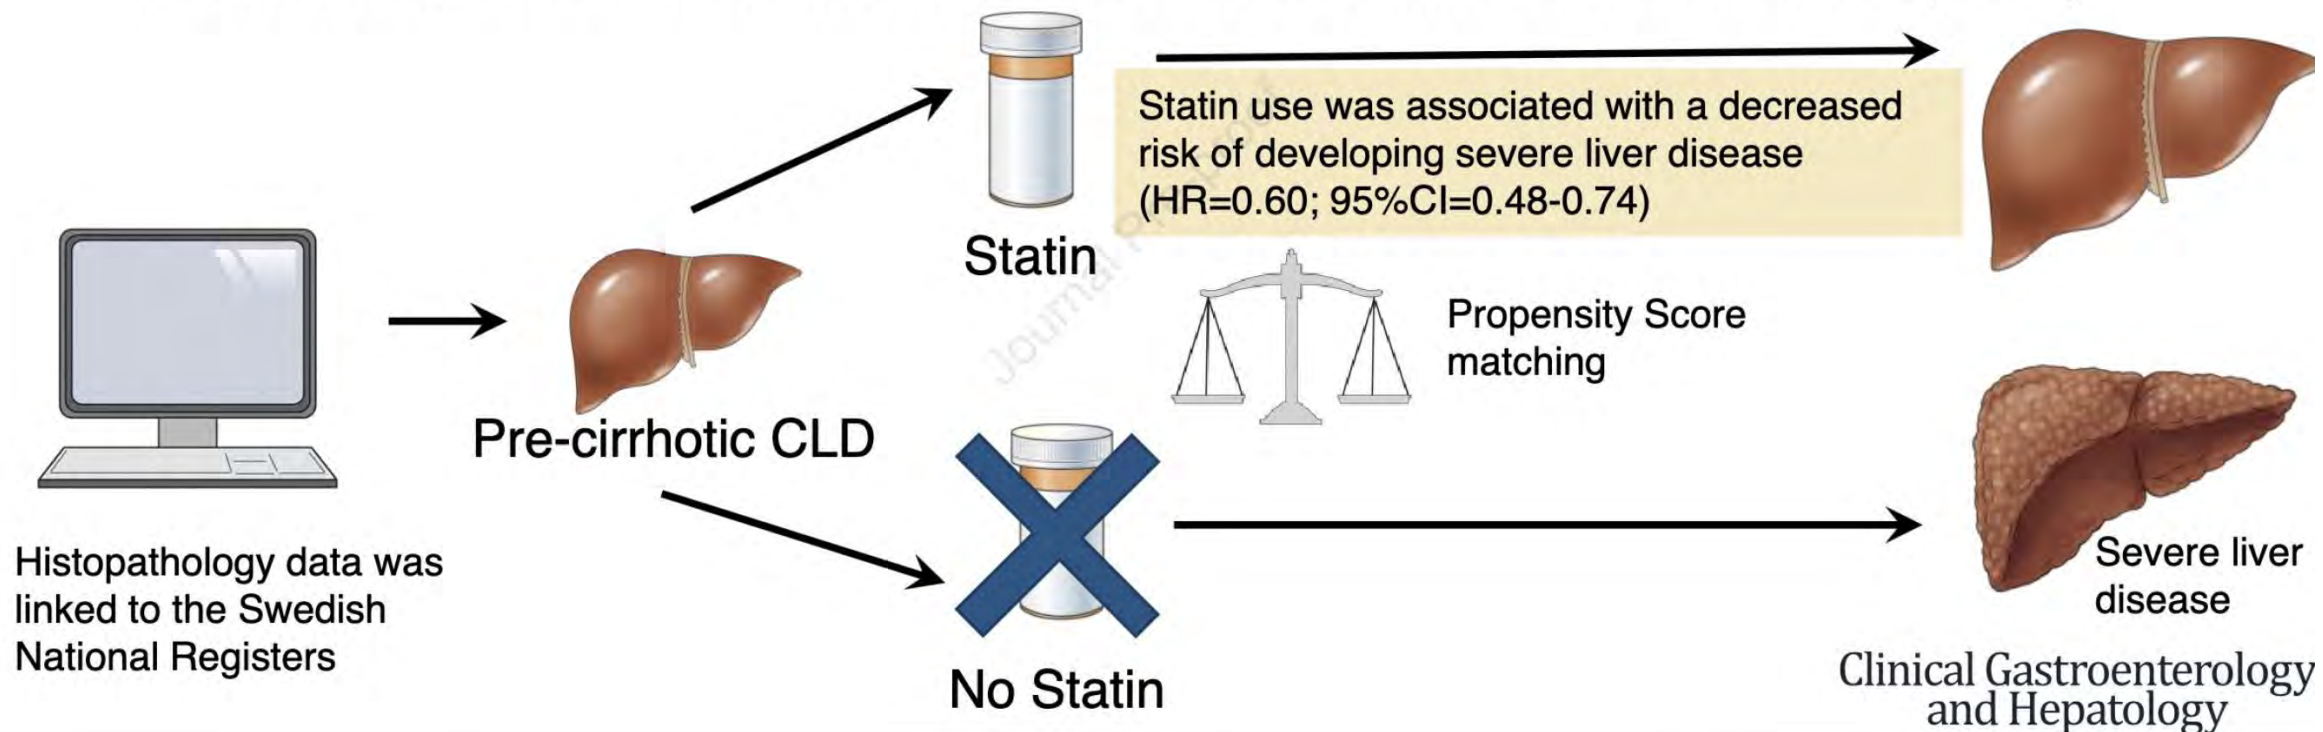 Statin use was associated with a decreased
risk of developing severe liver disease
(HR=0.60; 95%CI=0.48-0.74)
Statin
Journal
Propensity Score
matching
Pre-cirrhotic CLD
Histopathology data was
linked to the Swedish
National Registers
No Statin
Severe liver
disease
Clinical Gastroenterology
and Hepatology